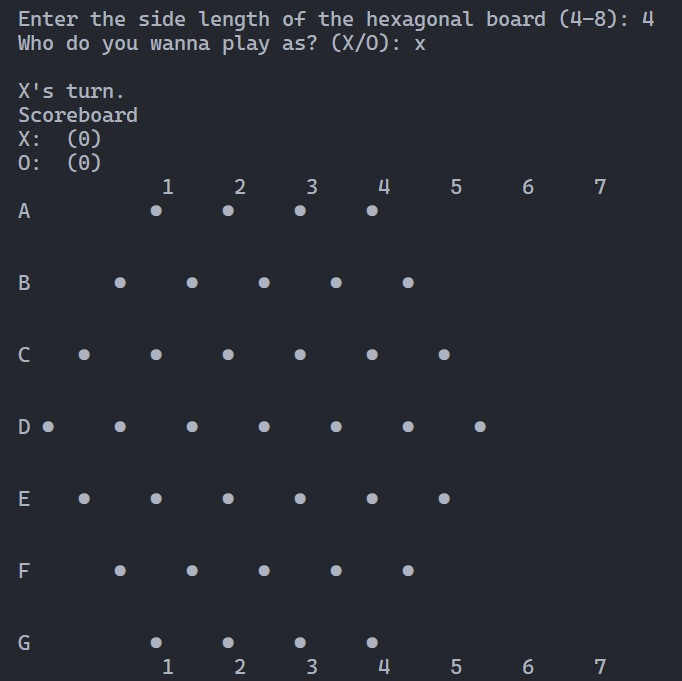 Enter the side length of the hexagonal board (4-8): 4
Who do you wanna play as? (X/O): x
X's turn.
Scoreboard
X: (0)
O: (0)
1 2 3 4 5 6 7
A ● ● ● ●
B ● ● ● ● ●
C ● ● ● ● ● ●
D ● ● ● ● ● ● ●
E ● ● ● ● ● ●
F ● ● ● ● ●
G ● ● ● ●
1 2 3 4 5 6 7